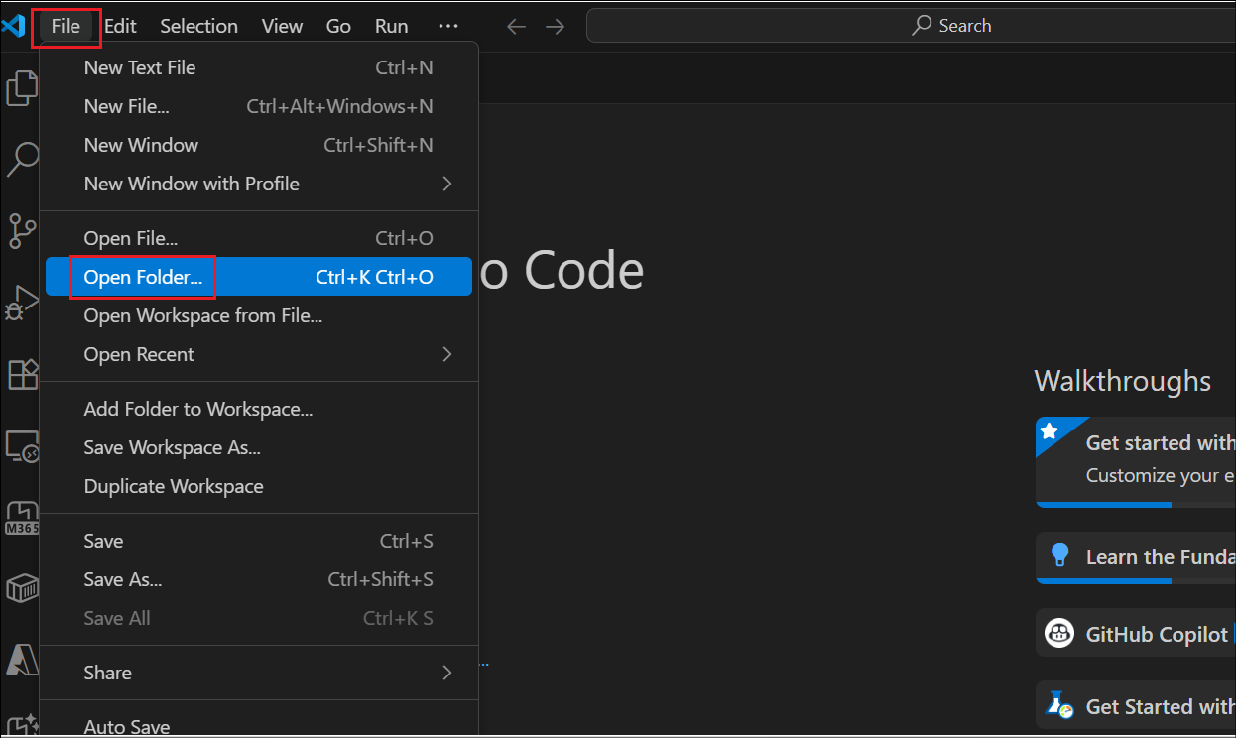 File Edit Selection View Go Run ···
Search
New Text File Ctrl+N
New File... Ctrl+Alt+Windows+N
New Window Ctrl+Shift+N
New Window with Profile
Open File... Ctrl+O
Open Folder... Ctrl+K Ctrl+O
o Code
Open Workspace from File...
Open Recent
Walkthroughs
Add Folder to Workspace...
Get started with
Save Workspace As...
Customize your e
Duplicate Workspace
M365
Save Ctrl+S
Learn the Funda
Save As... Ctrl+Shift+S
Save All Ctrl+K S
GitHub Copilot
Share
...
Get Started with
Auto Save